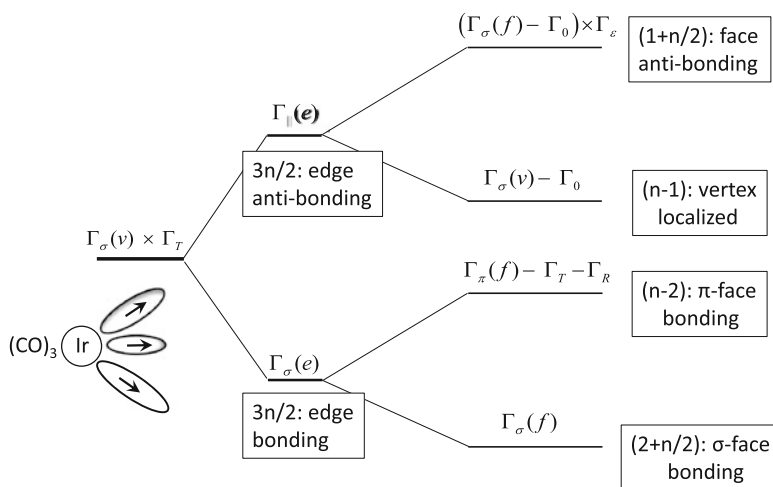 (Γσ(f) − Γ0)×Γε
(1+n/2): face
anti-bonding
Γ||(e)
3n/2: edge
anti-bonding
Γσ(v) − Γ0
(n-1): vertex
localized
Γσ(v) × ΓT
Γπ(f) − ΓT − ΓR
(n-2): π-face
bonding
(CO)3 Ir
Γσ(e)
3n/2: edge
bonding
Γσ(f)
(2+n/2): σ-face
bonding